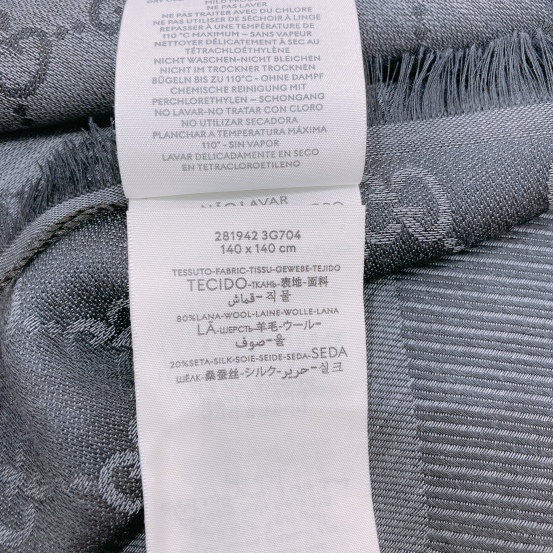 NE PAS LAVER
NE PAS TRAITER AVEC DU CHLORE
NE PAS UTILISER DE SÉCHOIR À LINGE
REPASSER À UNE TEMPÉRATURE DE
110 °C MAXIMUM – SANS VAPEUR
NETTOYER DÉLICATEMENT À SEC AU
TÉTRACHLOÉTHYLÈNE
NICHT WASCHEN-NICHT BLEICHEN
NICHT IM TROCKNER TROCKNEN
BÜGELN BIS ZU 110°C- OHNE DAMPF
CHEMISCHE REINIGUNG MIT
PERCHLORETHYLEN – SCHONGANG
NO LAVAR-NO TRATAR CON CLORO
NO UTILIZAR SECADORA
PLANCHAR A TEMPERATURA MÁXIMA
110° - SIN VAPOR
LAVAR DELICADAMENTE EN SECO
EN TETRACLOROETILENO
NÃO LAVAR
281942 3G704
140 x 140 cm
TESSUTO-FABRIC-TISSU-GEWEBE-TEJIDO
TECIDO-ТКАНЬ-表地-面料
قماش-직물
80%LANA-WOOL-LAINE-WOLLE-LANA
LÃ-ШЕРСТЬ-羊毛-ウール-
صوف-울
20%SETA-SILK-SOIE-SEIDE-SEDA-SEDA
ШЁЛК-桑蚕丝-シルク-حرير-실크